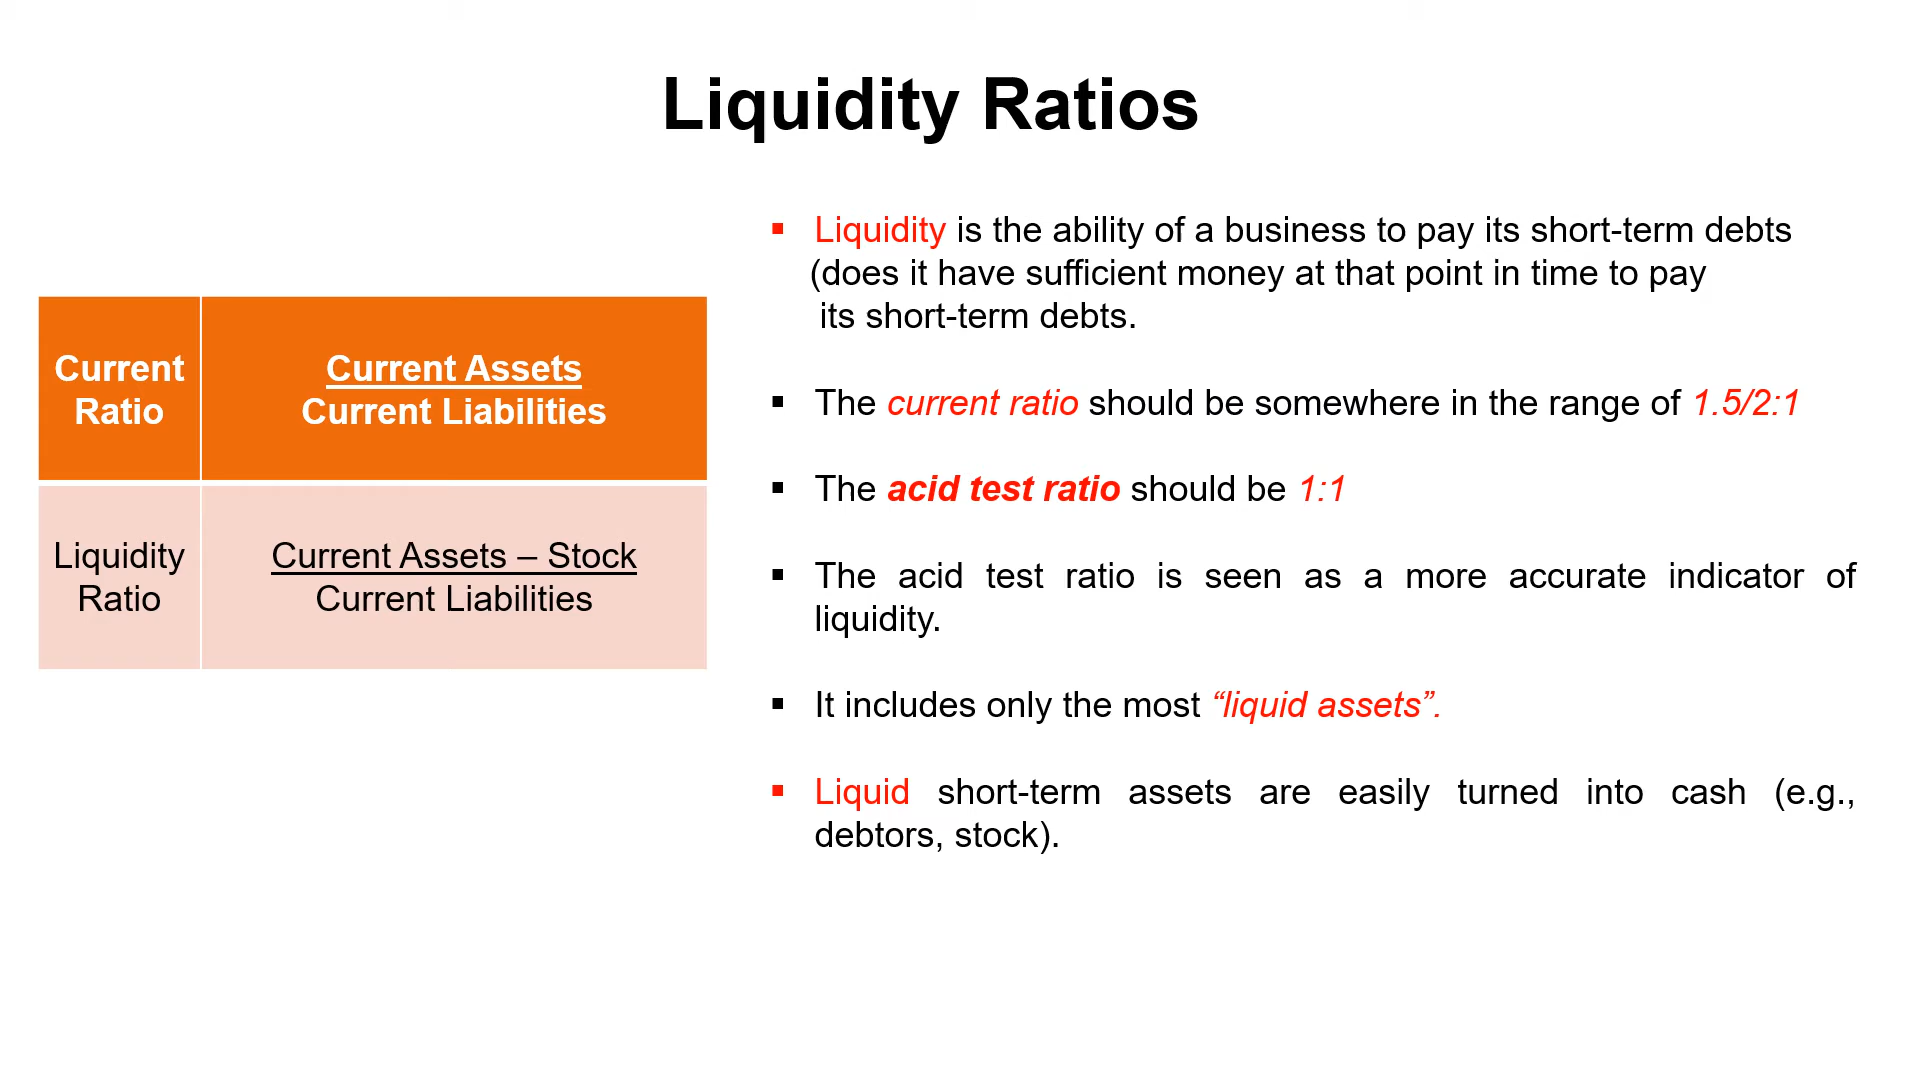 Liquidity Ratios
Current
Ratio
Current Assets
Current Liabilities
Liquidity
Ratio
Current Assets – Stock
Current Liabilities
▪ Liquidity is the ability of a business to pay its short-term debts
(does it have sufficient money at that point in time to pay
its short-term debts.
▪ The current ratio should be somewhere in the range of 1.5/2:1
▪ The acid test ratio should be 1:1
▪ The acid test ratio is seen as a more accurate indicator of
liquidity.
▪ It includes only the most “liquid assets”.
▪ Liquid short-term assets are easily turned into cash (e.g.,
debtors, stock).